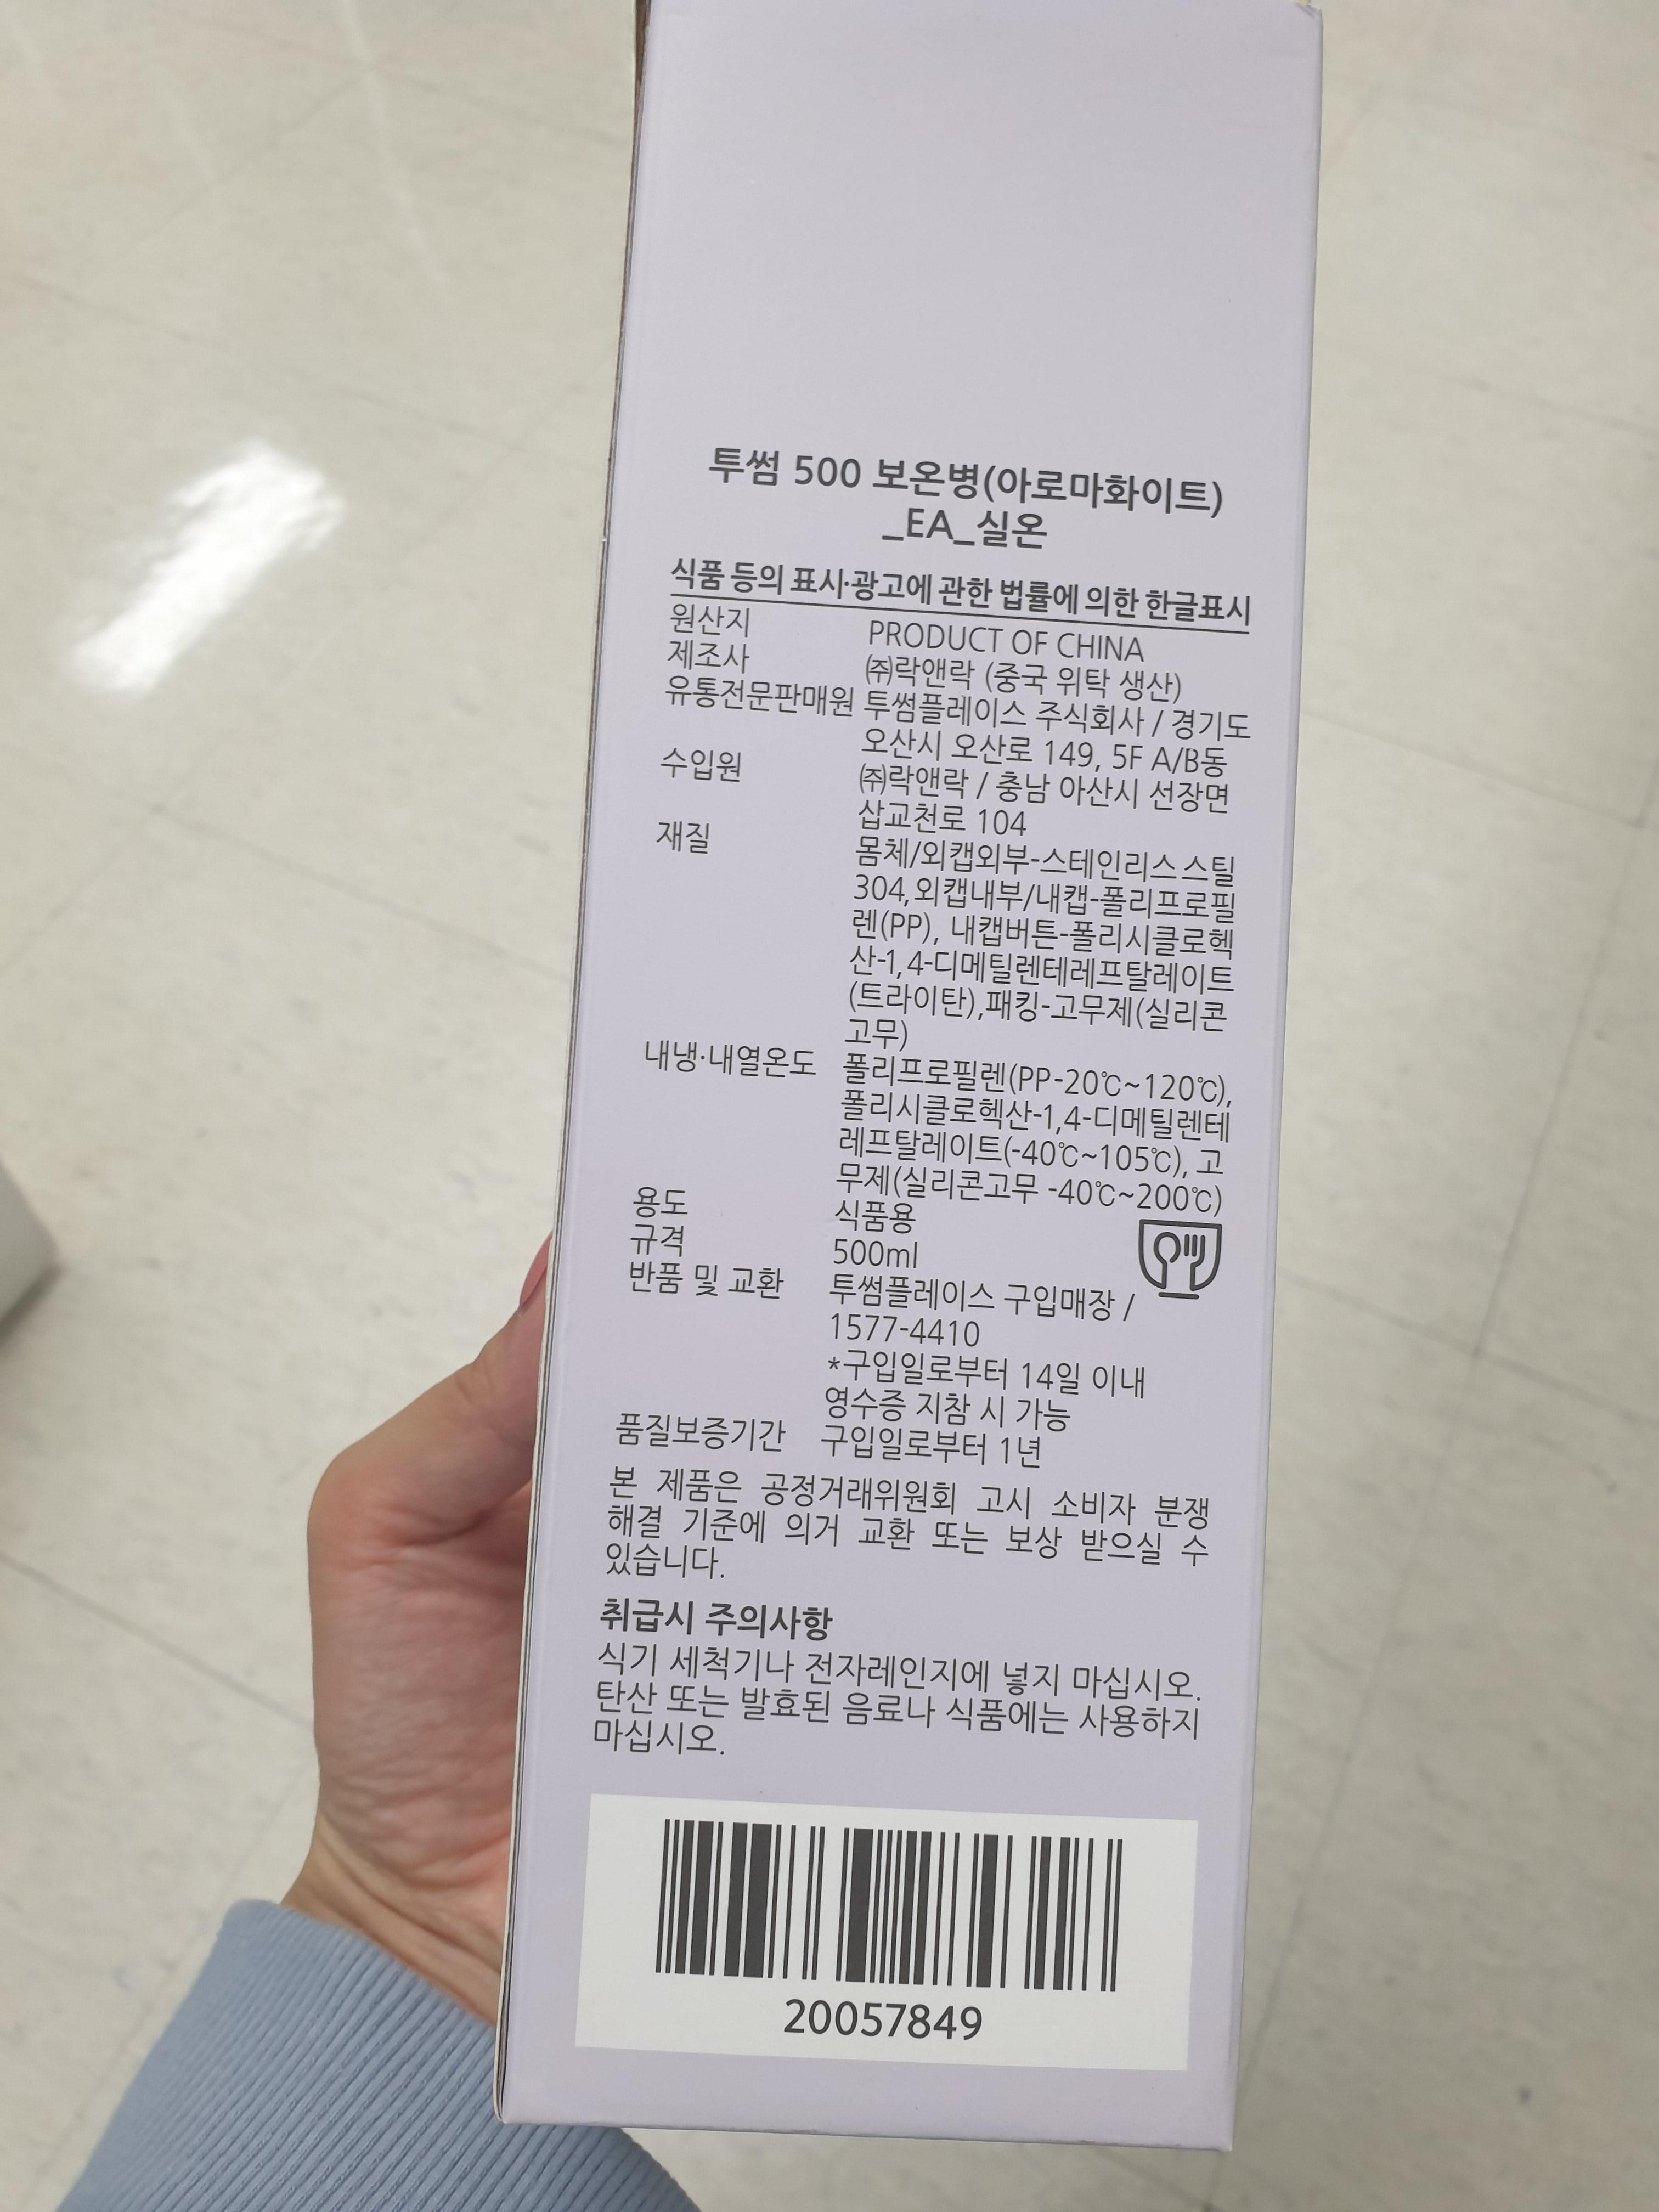 투썸 500 보온병(아로마화이트)
_EA_실온
식품 등의 표시·광고에 관한 법률에 의한 한글표시
원산지 PRODUCT OF CHINA
제조사 ㈜락앤락 (중국 위탁 생산)
유통전문판매원 투썸플레이스 주식회사 / 경기도
오산시 오산로 149, 5F A/B동
수입원 ㈜락앤락 / 충남 아산시 선장면
삽교천로 104
재질 몸체/외캡외부-스테인리스 스틸
304,외캡내부/내캡-폴리프로필
렌(PP), 내캡버튼-폴리시클로헥
산-1,4-디메틸렌테레프탈레이트
(트라이탄),패킹-고무제(실리콘
고무)
내냉·내열온도 폴리프로필렌(PP-20℃~120℃),
폴리시클로헥산-1,4-디메틸렌테
레프탈레이트(-40℃~105℃), 고
무제(실리콘고무 -40℃~200℃)
용도 식품용
규격 500ml
반품 및 교환 투썸플레이스 구입매장 /
1577-4410
*구입일로부터 14일 이내
영수증 지참 시 가능
품질보증기간 구입일로부터 1년
본 제품은 공정거래위원회 고시 소비자 분쟁
해결 기준에 의거 교환 또는 보상 받으실 수
있습니다.
취급시 주의사항
식기 세척기나 전자레인지에 넣지 마십시오.
탄산 또는 발효된 음료나 식품에는 사용하지
마십시오.
20057849